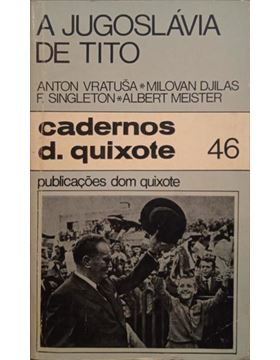 A JUGOSLÁVIA
DE TITO
ANTON VRATUŠA*MILOVAN DJILAS
F. SINGLETON*ALBERT MEISTER
cadernos
d. quixote 46
publicações dom quixote